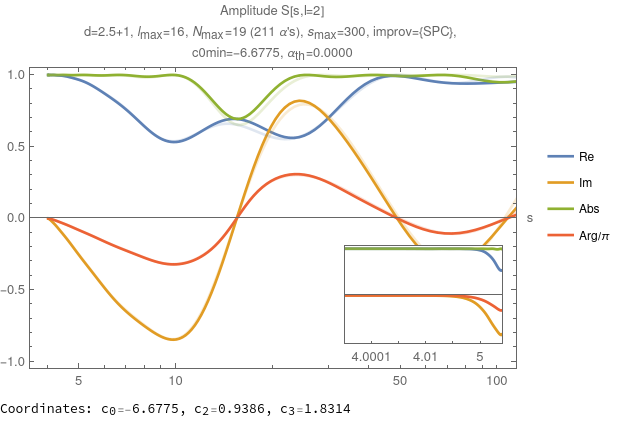 Amplitude S[s,l=2]
d=2.5+1, lmax=16, Nmax=19 (211 α's), smax=300, improv={SPC},
c0min=-6.6775, αth=0.0000
1.0
0.5
0.0
-0.5
-1.0
s
Re
Im
Abs
Arg/π
4.0001 4.01 5
5 10 50 100
Coordinates: c0=-6.6775, c2=0.9386, c3=1.8314